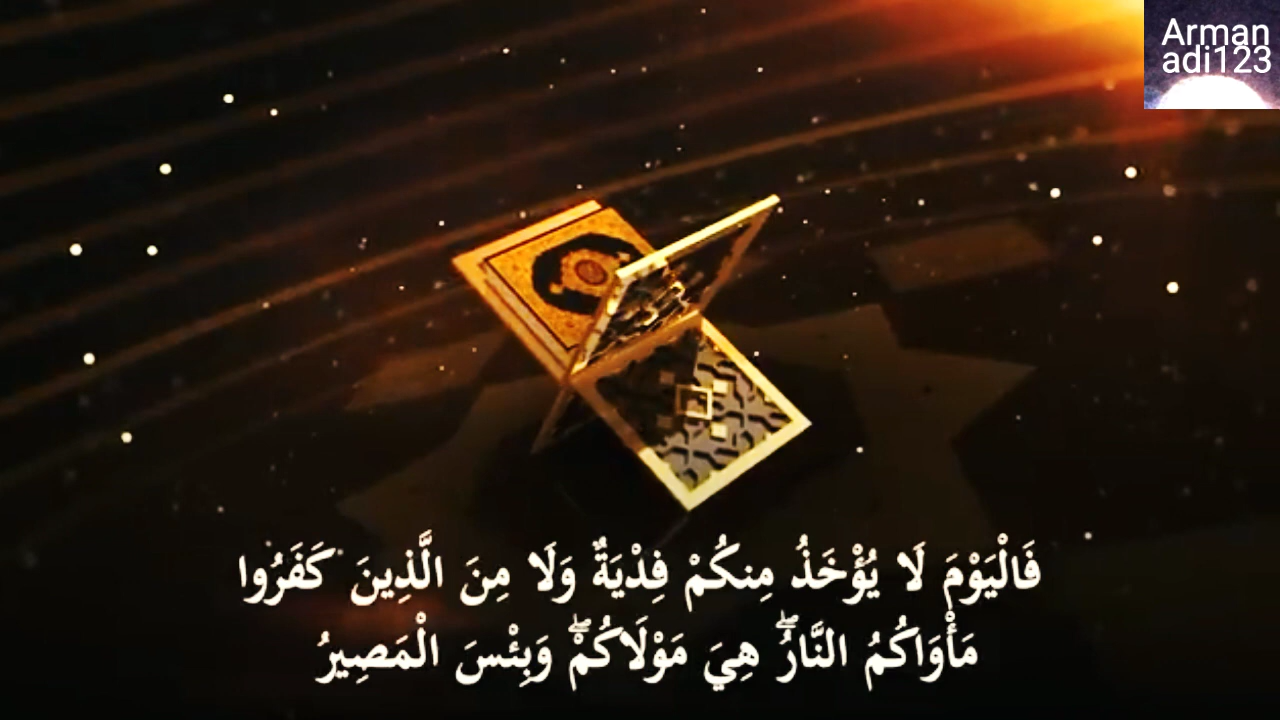 Arman
adi123
فَالْيَوْمَ لَا يُؤْخَذُ مِنكُمْ فِدْيَةٌ وَلَا مِنَ الَّذِينَ كَفَرُوا
مَأْوَاكُمُ النَّارُ ۖ هِيَ مَوْلَاكُمْ ۖ وَبِئْسَ الْمَصِيرُ